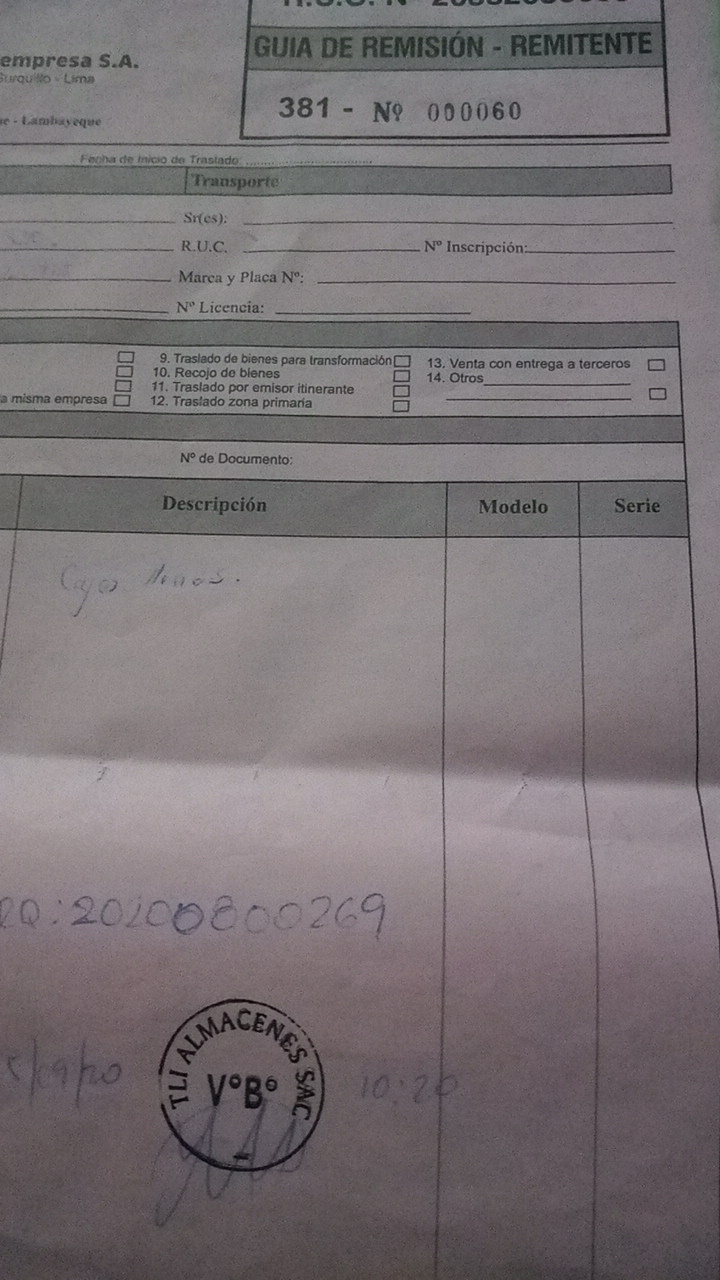 GUIA DE REMISIÓN - REMITENTE
empresa S.A.
Surquillo - Lima
381 - Nº 000060
- Lambayeque
Fecha de Inicio de Traslado:
Transporte
Sr(es):
R.U.C. Nº Inscripción:
Marca y Placa Nº:
Nº Licencia:
9. Traslado de bienes para transformación
13. Venta con entrega a terceros
10. Recojo de bienes
14. Otros
11. Traslado por emisor itinerante
a misma empresa
12. Traslado zona primaria
Nº de Documento:
Descripción Modelo Serie
Cajas
:20200800269
TLI ALMACENES SAC
VºBº
10:20